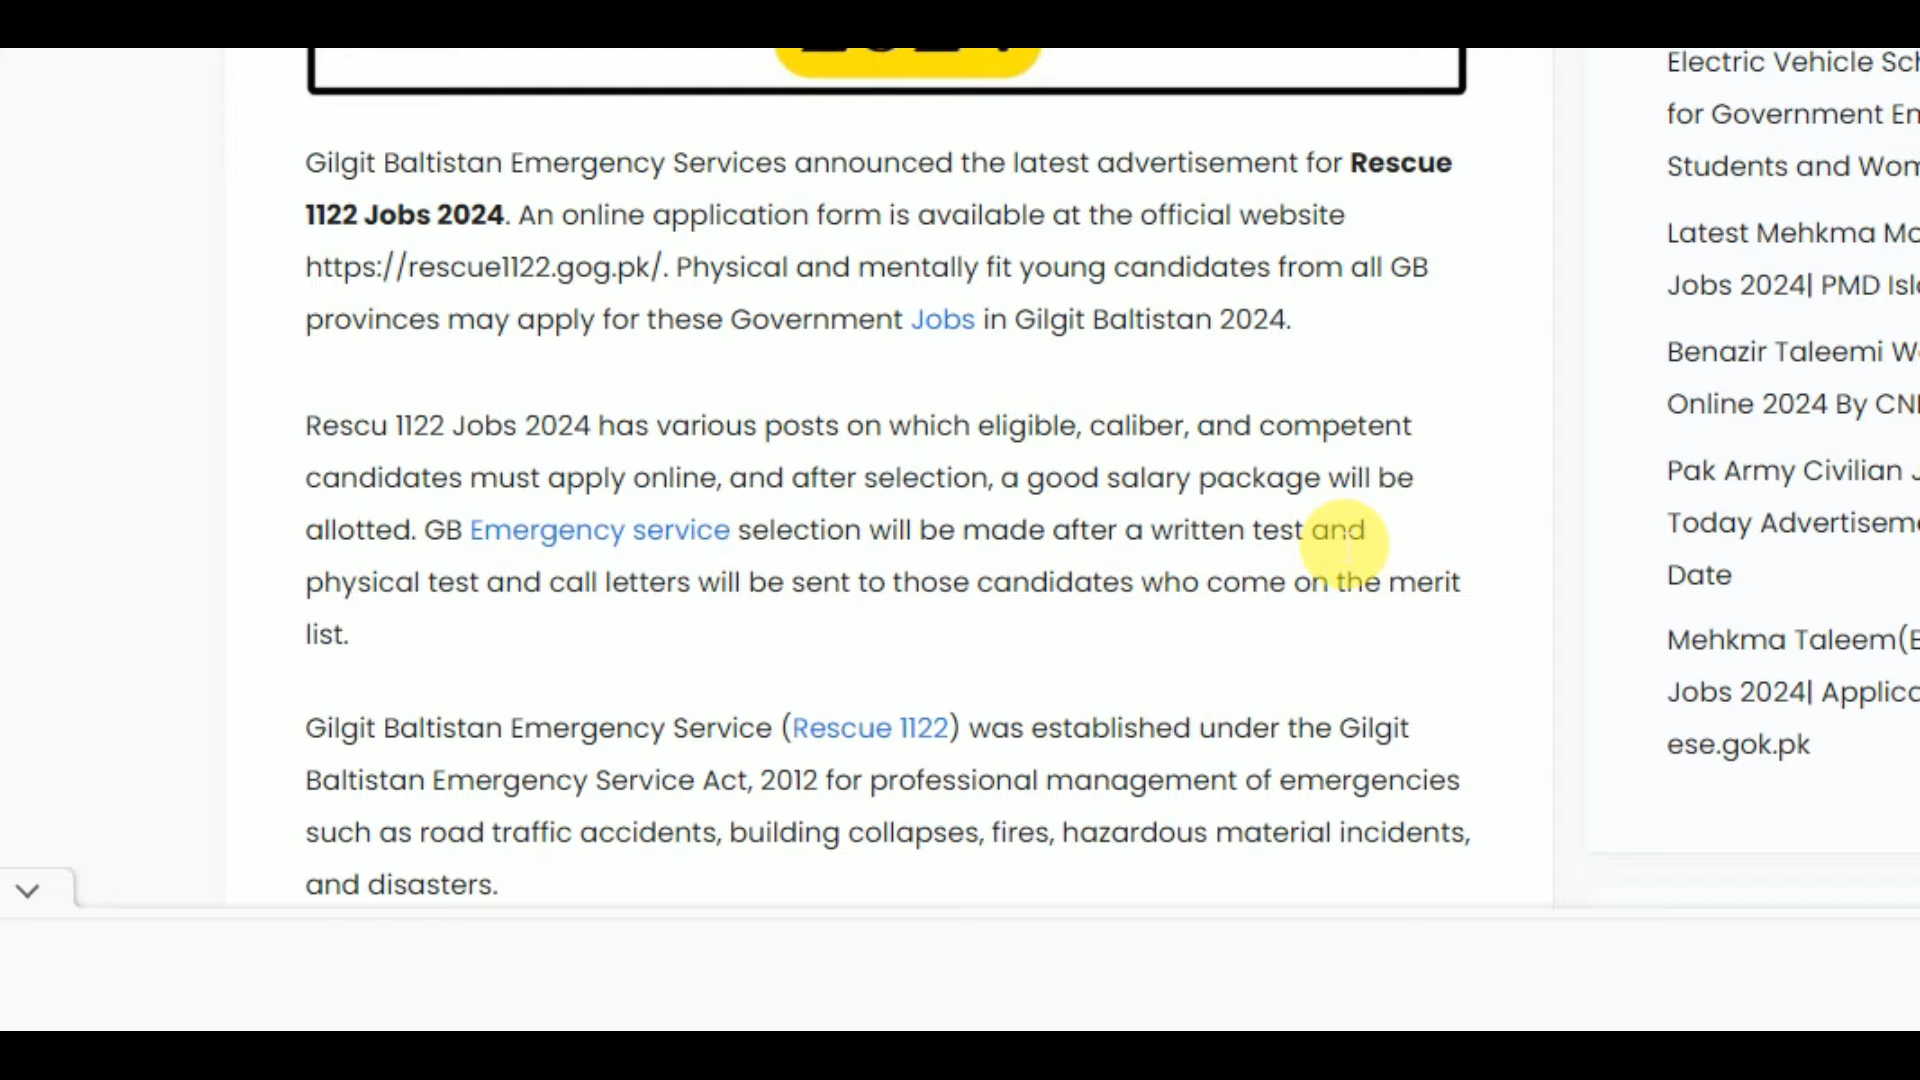 Gilgit Baltistan Emergency Services announced the latest advertisement for Rescue
1122 Jobs 2024. An online application form is available at the official website
https://rescue1122.gog.pk/. Physical and mentally fit young candidates from all GB
provinces may apply for these Government Jobs in Gilgit Baltistan 2024.
Rescu 1122 Jobs 2024 has various posts on which eligible, caliber, and competent
candidates must apply online, and after selection, a good salary package will be
allotted. GB Emergency service selection will be made after a written test and
physical test and call letters will be sent to those candidates who come on the merit
list.
Gilgit Baltistan Emergency Service (Rescue 1122) was established under the Gilgit
Baltistan Emergency Service Act, 2012 for professional management of emergencies
such as road traffic accidents, building collapses, fires, hazardous material incidents,
and disasters.
Electric Vehicle
for Government
Students and
Latest Mehkma
Jobs 2024| PMD
Benazir Taleemi
Online 2024 By
Pak Army Civilian
Today
Date
Mehkma Taleem(
Jobs 2024|
ese.gok.pk